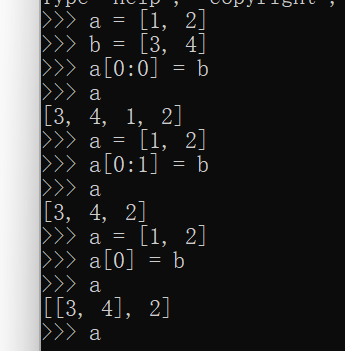 Type "help", "copyright",
>>> a = [1, 2]
>>> b = [3, 4]
>>> a[0:0] = b
>>> a
[3, 4, 1, 2]
>>> a = [1, 2]
>>> a[0:1] = b
>>> a
[3, 4, 2]
>>> a = [1, 2]
>>> a[0] = b
>>> a
[[3, 4], 2]
>>> a